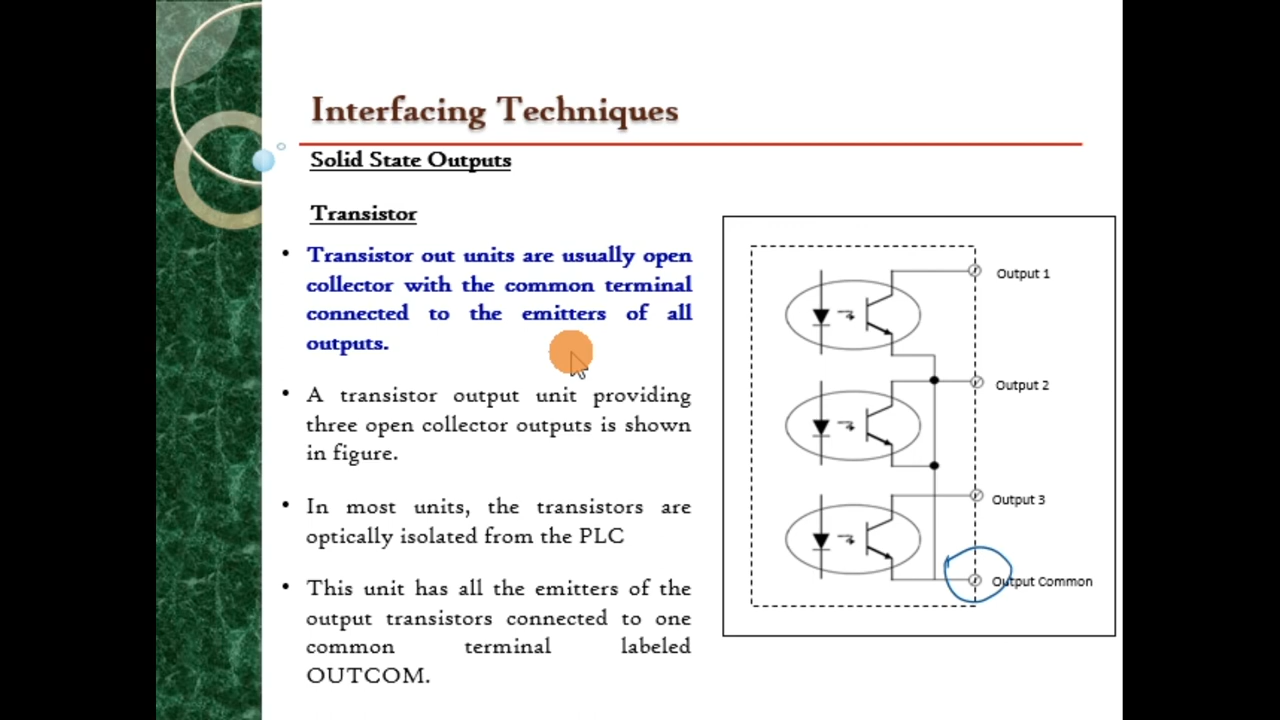 Interfacing Techniques
Solid State Outputs
Transistor
• Transistor out units are usually open
collector with the common terminal
connected to the emitters of all
outputs.
• A transistor output unit providing
three open collector outputs is shown
in figure.
• In most units, the transistors are
optically isolated from the PLC
• This unit has all the emitters of the
output transistors connected to one
common terminal labeled
OUTCOM.
Output 1
Output 2
Output 3
Output Common